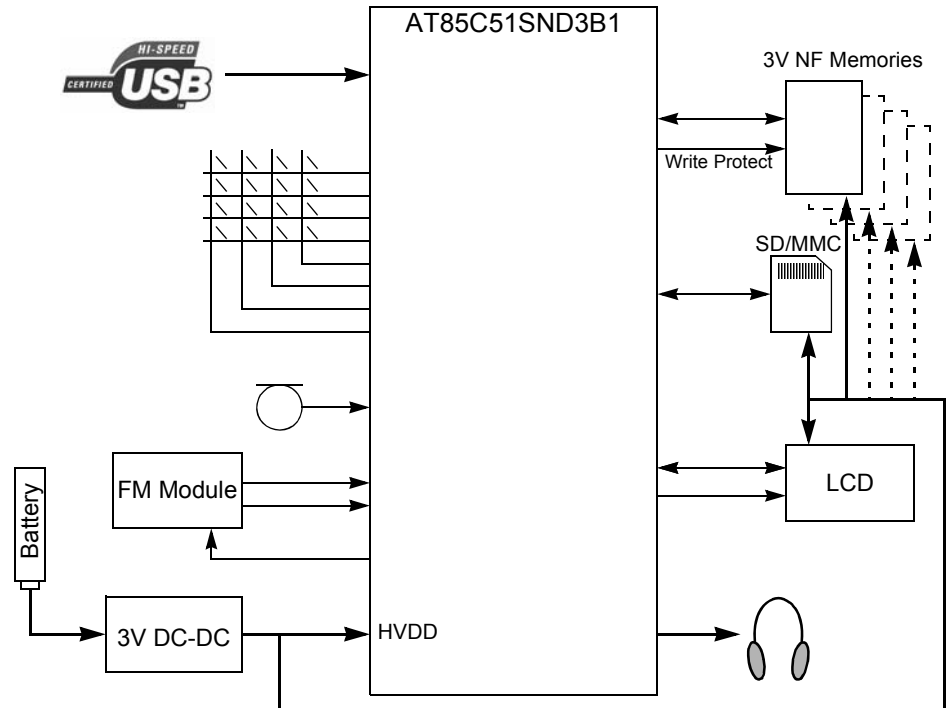 AT85C51SND3B1
HI-SPEED
CERTIFIED USB
TM
3V NF Memories
Write Protect
SD/MMC
FM Module
LCD
Battery
3V DC-DC
HVDD